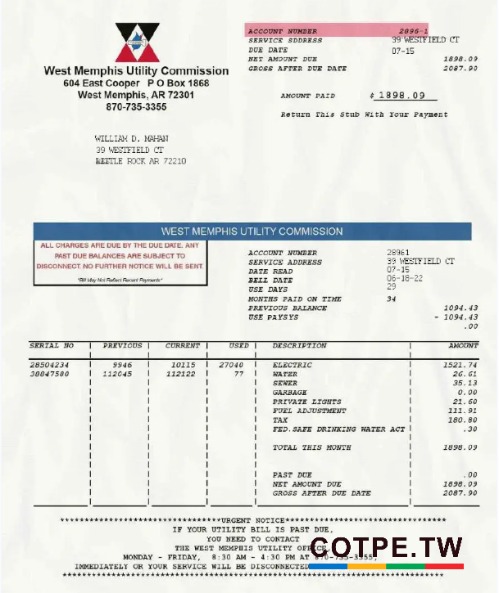 ACCOUNT NUMBER 2896-1
SERVICE SDDRESS 39 WESTFIELD CT
DUE DATE 07-15
NET AMOUNT DUE 1898.09
GROSS AFTER DUE DATE 2087.90
West Memphis Utility Commission
604 East Cooper P O Box 1868
West Memphis, AR 72301
870-735-3355
AMOUNT PAID $ 1898.09
Return This Stub With Your Payment
WILLIAM D. MAHAN
39 WESTFIELD CT
BEETLE ROCK AR 72210
WEST MEMPHIS UTILITY COMMISSION
ALL CHARGES ARE DUE BY THE DUE DATE. ANY
PAST DUE BALANCES ARE SUBJECT TO
DISCONNECT. NO FURTHER NOTICE WILL BE SENT
*Bill May Not Reflect Recent Payments*
ACCOUNT NUMBER 28961
SERVICE ADDRESS 39 WESTFIELD CT
DATE READ 07-15
BELL DATE 06-18-22
USE DAYS 29
MONTHS PAID ON TIME 34
PREVIOUS BALANCE 1094.43
USE PAYSYS - 1094.43
.00
SERIAL NO PREVIOUS CURRENT USED DESCRIPTION AMOUNT
28504234 9946 10115 27040 ELECTRIC 1521.74
38847580 112045 112122 77 WATER 26.61
SEWER 35.13
GARBAGE 0.00
PRIVATE LIGHTS 21.60
FUEL ADJUSTMENT 111.91
TAX 180.80
FED.SAFE DRINKING WATER ACT .30
TOTAL THIS MONTH 1898.09
PAST DUE .00
NET AMOUNT DUE 1898.09
GROSS AFTER DUE DATE 2087.90
********************************URGENT NOTICE********************************
IF YOUR UTILITY BILL IS PAST DUE,
YOU NEED TO CONTACT
THE WEST MEMPHIS UTILITY OFFICE
MONDAY - FRIDAY, 8:30 AM - 4:30 PM AT 870-735-3355,
IMMEDIATELY OR YOUR SERVICE WILL BE DISCONNECTED
COTPE.TW